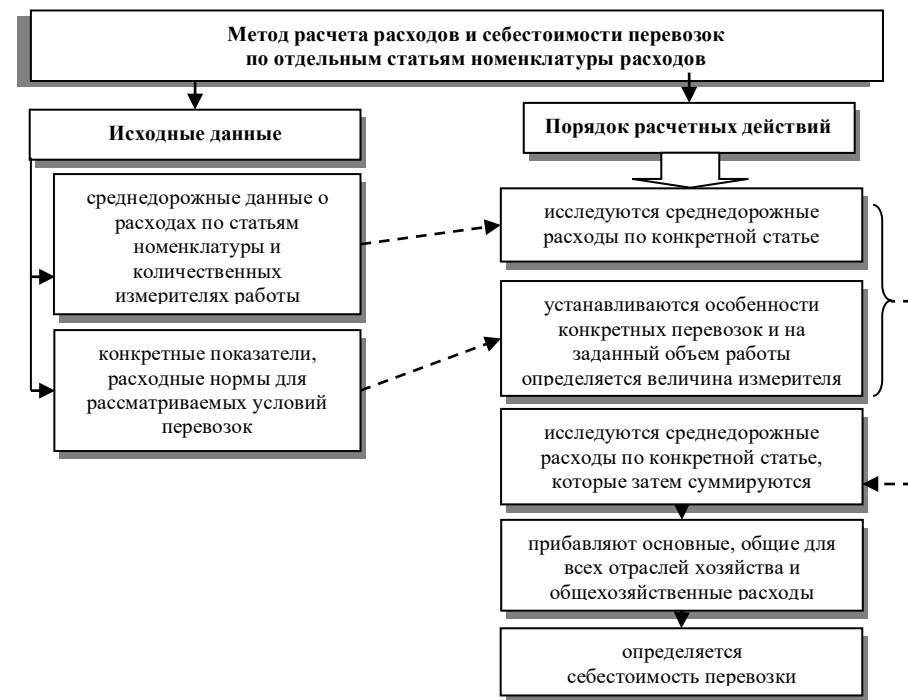 Метод расчета расходов и себестоимости перевозок
по отдельным статьям номенклатуры расходов
Исходные данные
среднедорожные данные о
расходах по статьям
номенклатуры и
количественных
измерителях работы
конкретные показатели,
расходные нормы для
рассматриваемых условий
перевозок
Порядок расчетных действий
исследуются среднедорожные
расходы по конкретной статье
устанавливаются особенности
конкретных перевозок и на
заданный объем работы
определяется величина измерителя
исследуются среднедорожные
расходы по конкретной статье,
которые затем суммируются
прибавляют основные, общие для
всех отраслей хозяйства и
общехозяйственные расходы
определяется
себестоимость перевозки